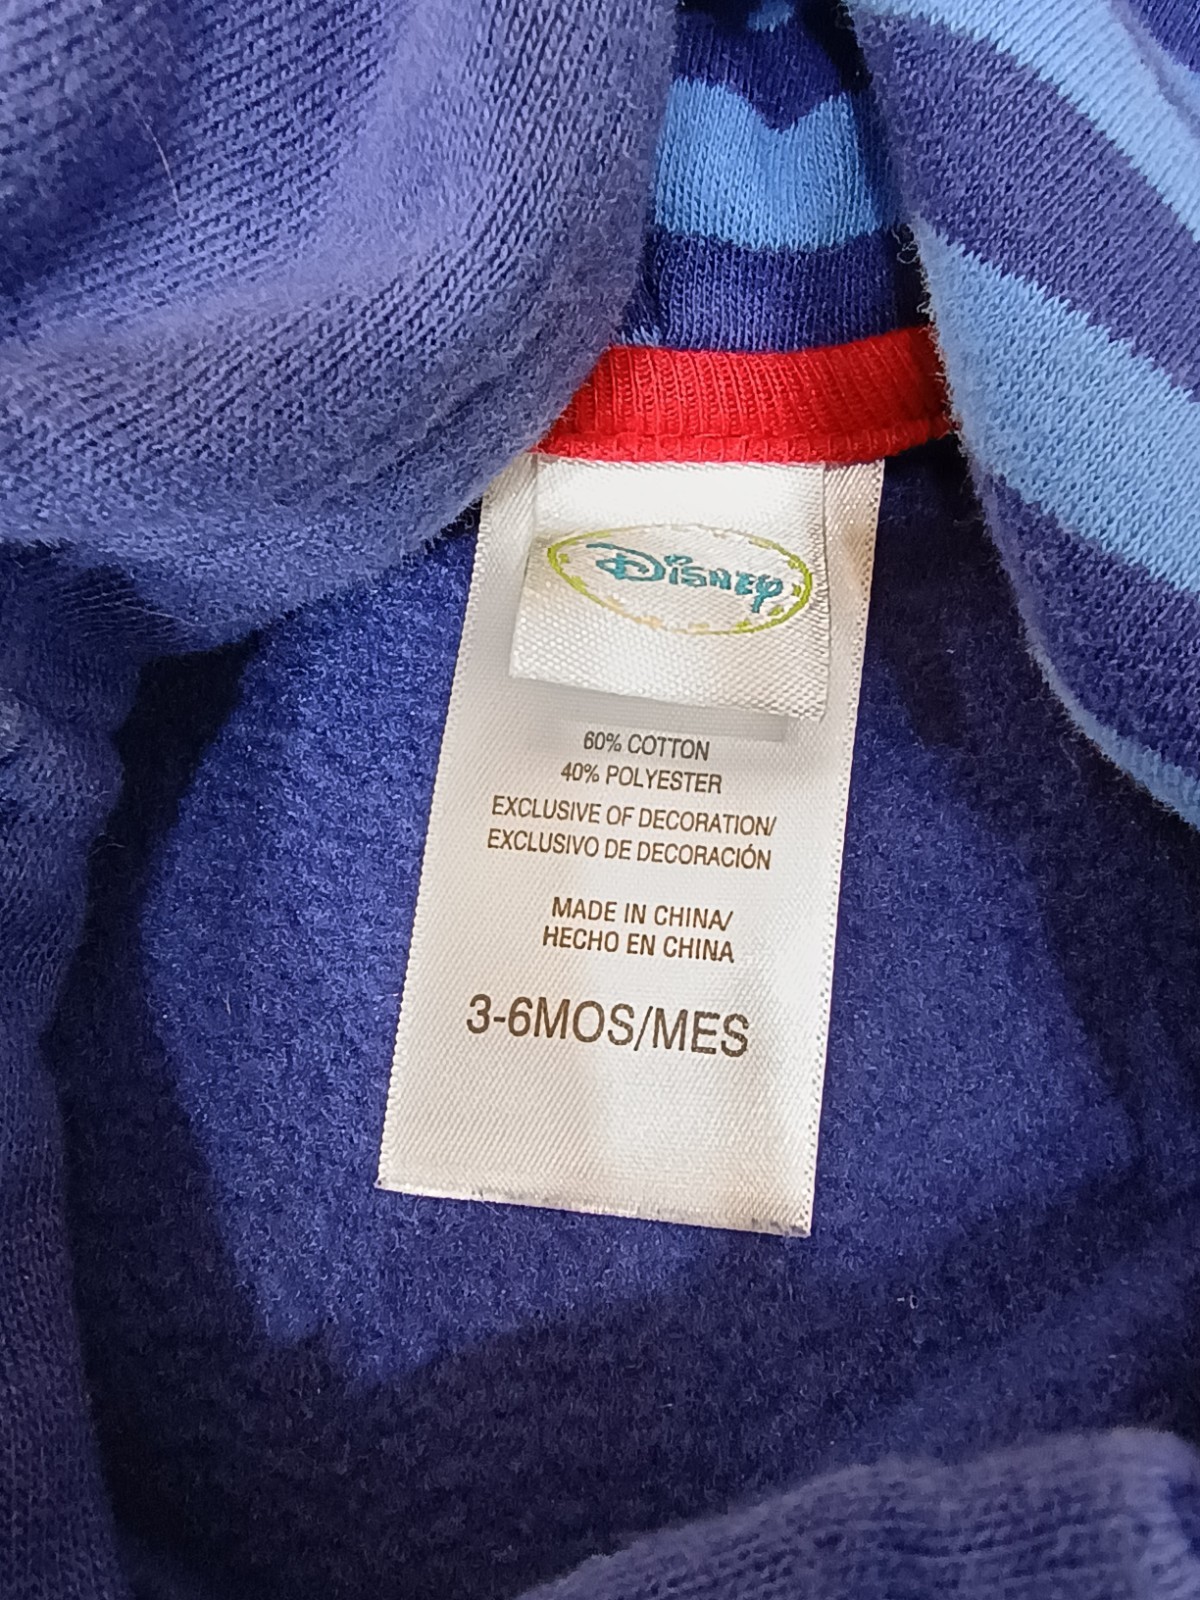 Disney
60% COTTON
40% POLYESTER
EXCLUSIVE OF DECORATION/
EXCLUSIVO DE DECORACIÓN
MADE IN CHINA/
HECHO EN CHINA
3-6MOS/MES